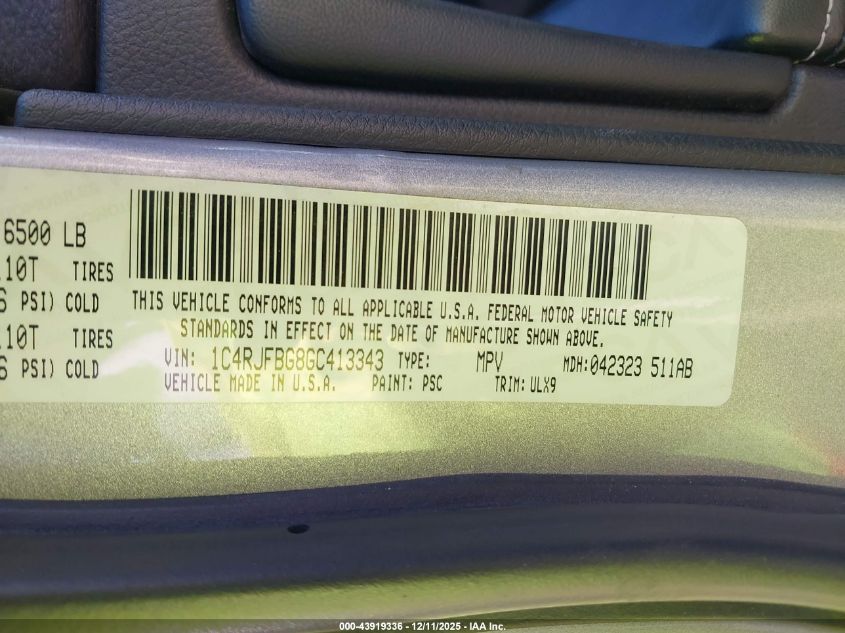 6500 LB
10T TIRES
PSI) COLD
10T TIRES
PSI) COLD
THIS VEHICLE CONFORMS TO ALL APPLICABLE U.S.A. FEDERAL MOTOR VEHICLE SAFETY
STANDARDS IN EFFECT ON THE DATE OF MANUFACTURE SHOWN ABOVE.
VIN: 1C4RJFBG8GC413343 TYPE: MPV MDH:042323 511AB
VEHICLE MADE IN U.S.A. PAINT: PSC TRIM: ULX9
000-43919336 - 12/11/2025 - IAA Inc.